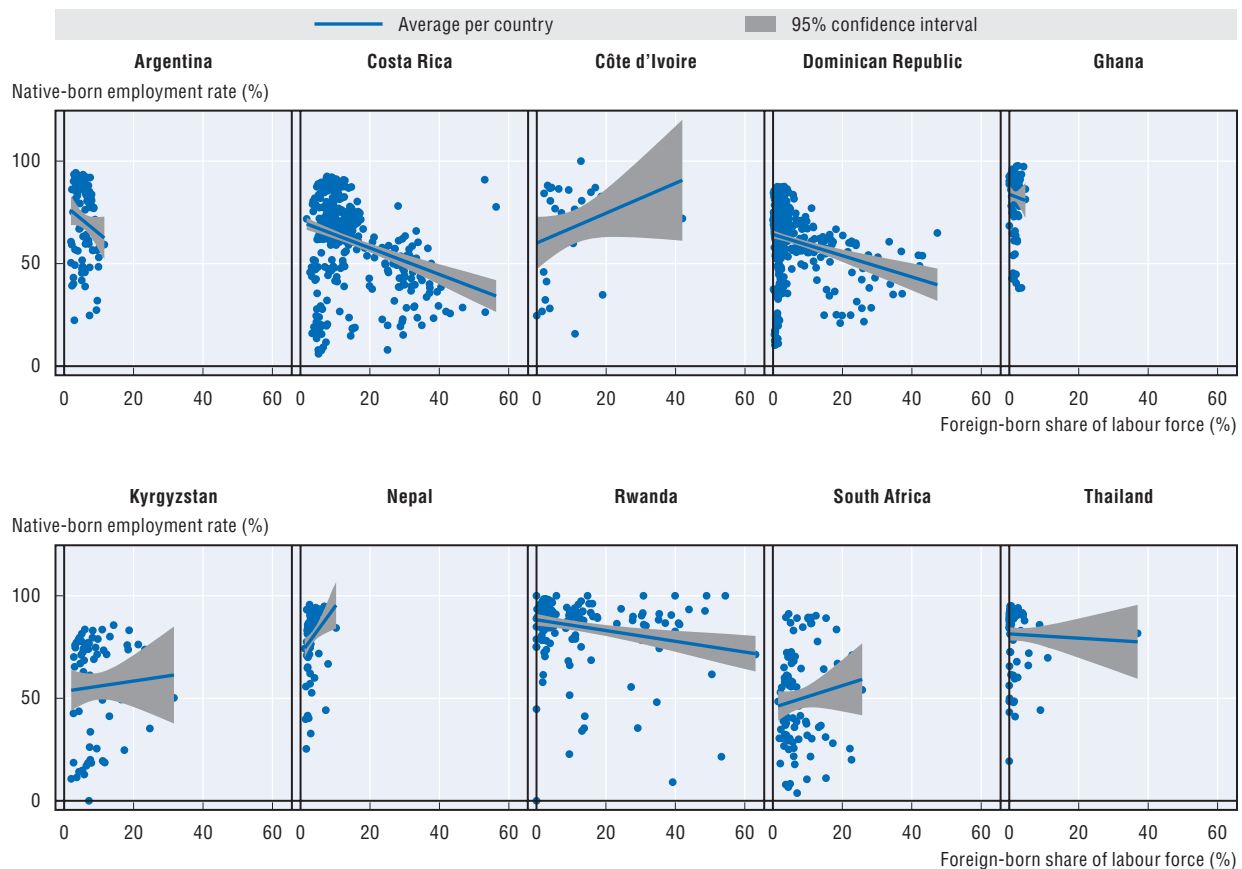 Average per country 95% confidence interval
Argentina Costa Rica Côte d'Ivoire Dominican Republic Ghana
Native-born employment rate (%)
100
50
0
0 20 40 60 0 20 40 60 0 20 40 60 0 20 40 60 0 20 40 60
Foreign-born share of labour force (%)
Kyrgyzstan Nepal Rwanda South Africa Thailand
Native-born employment rate (%)
100
50
0
0 20 40 60 0 20 40 60 0 20 40 60 0 20 40 60 0 20 40 60
Foreign-born share of labour force (%)